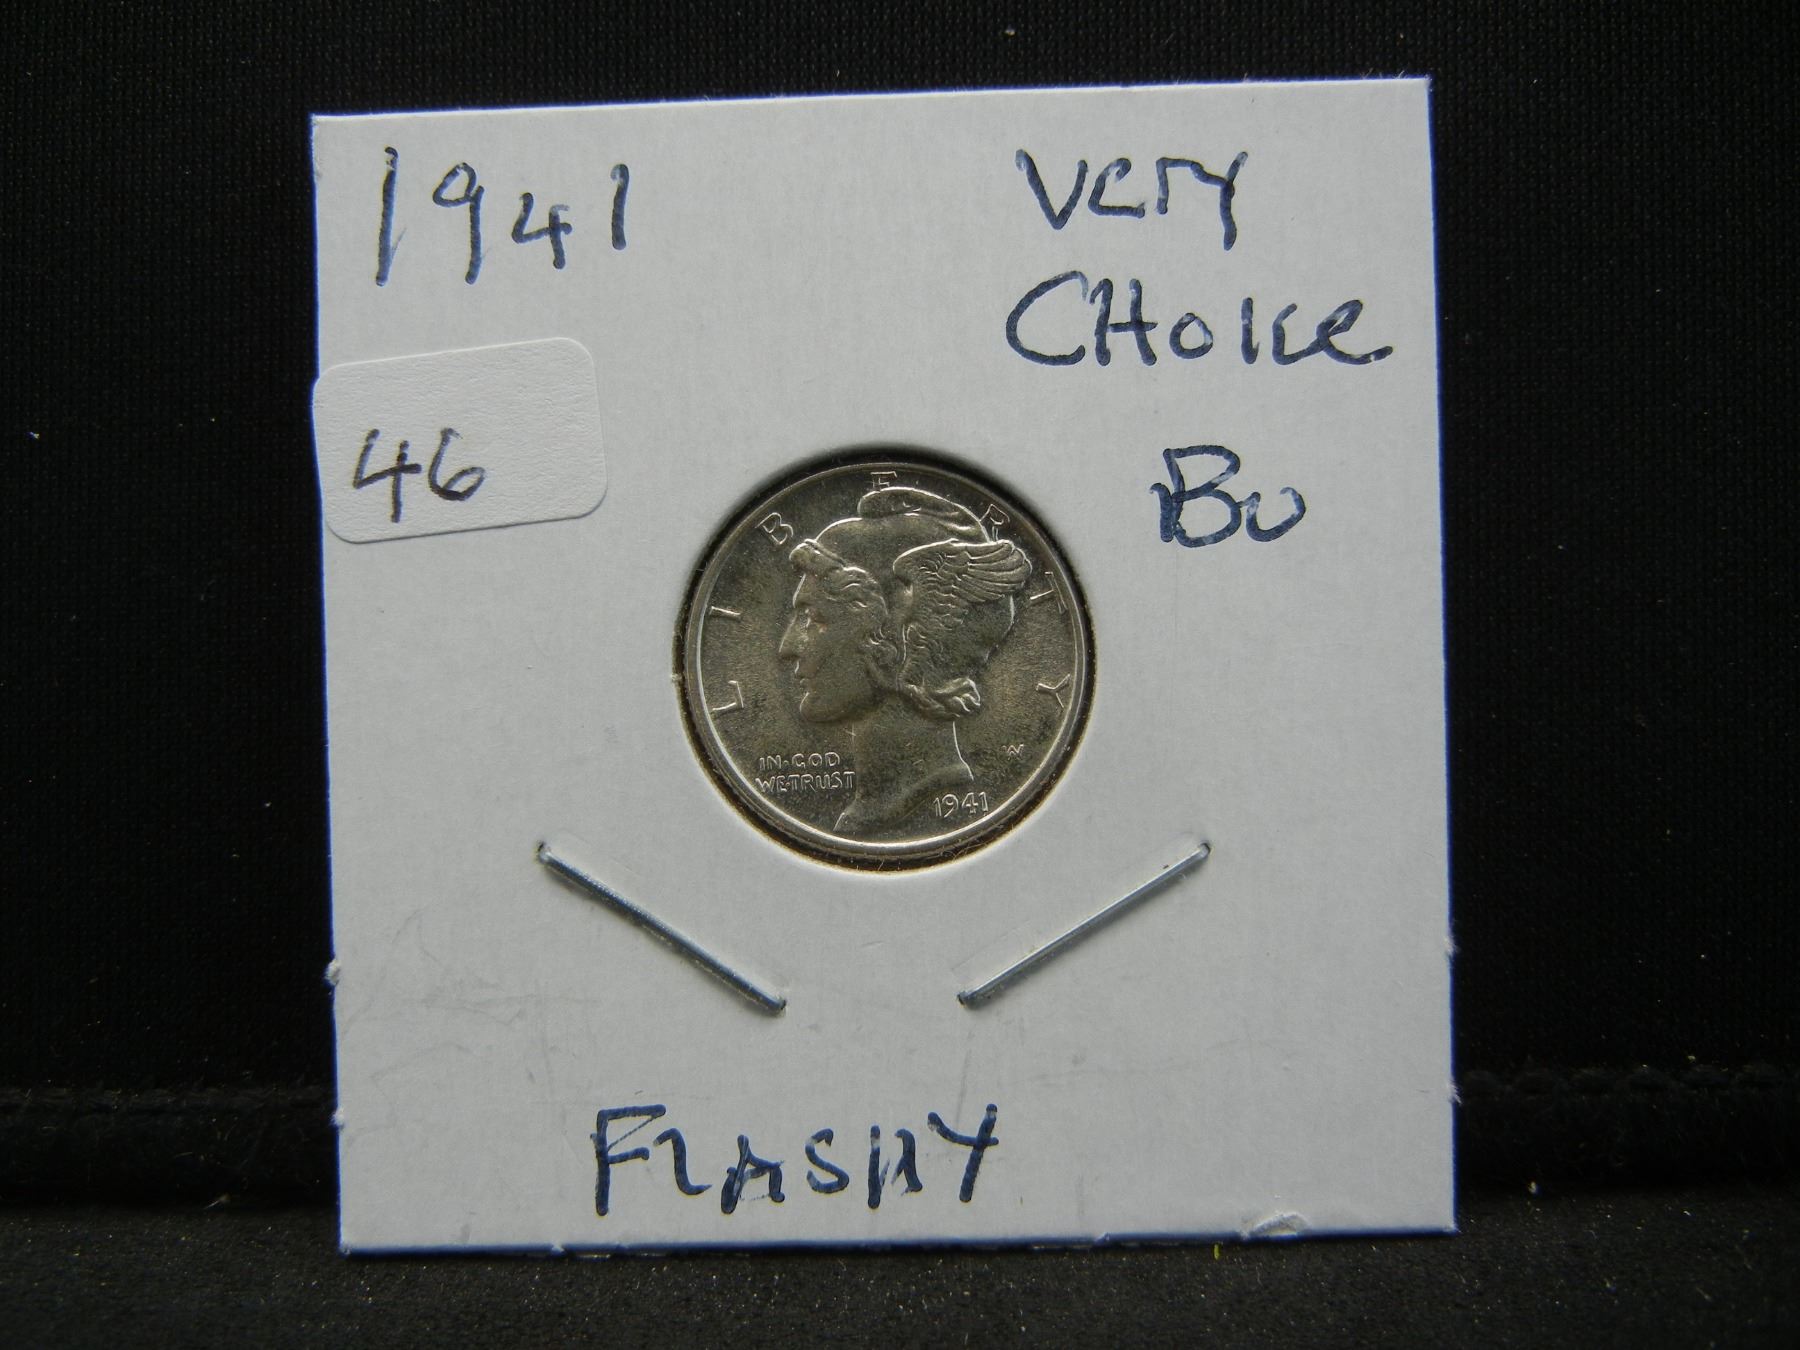 1941
Very
CHoice
BU
46
LIBERTY
IN·GOD
WE·TRUST
W
1941
FLASHY